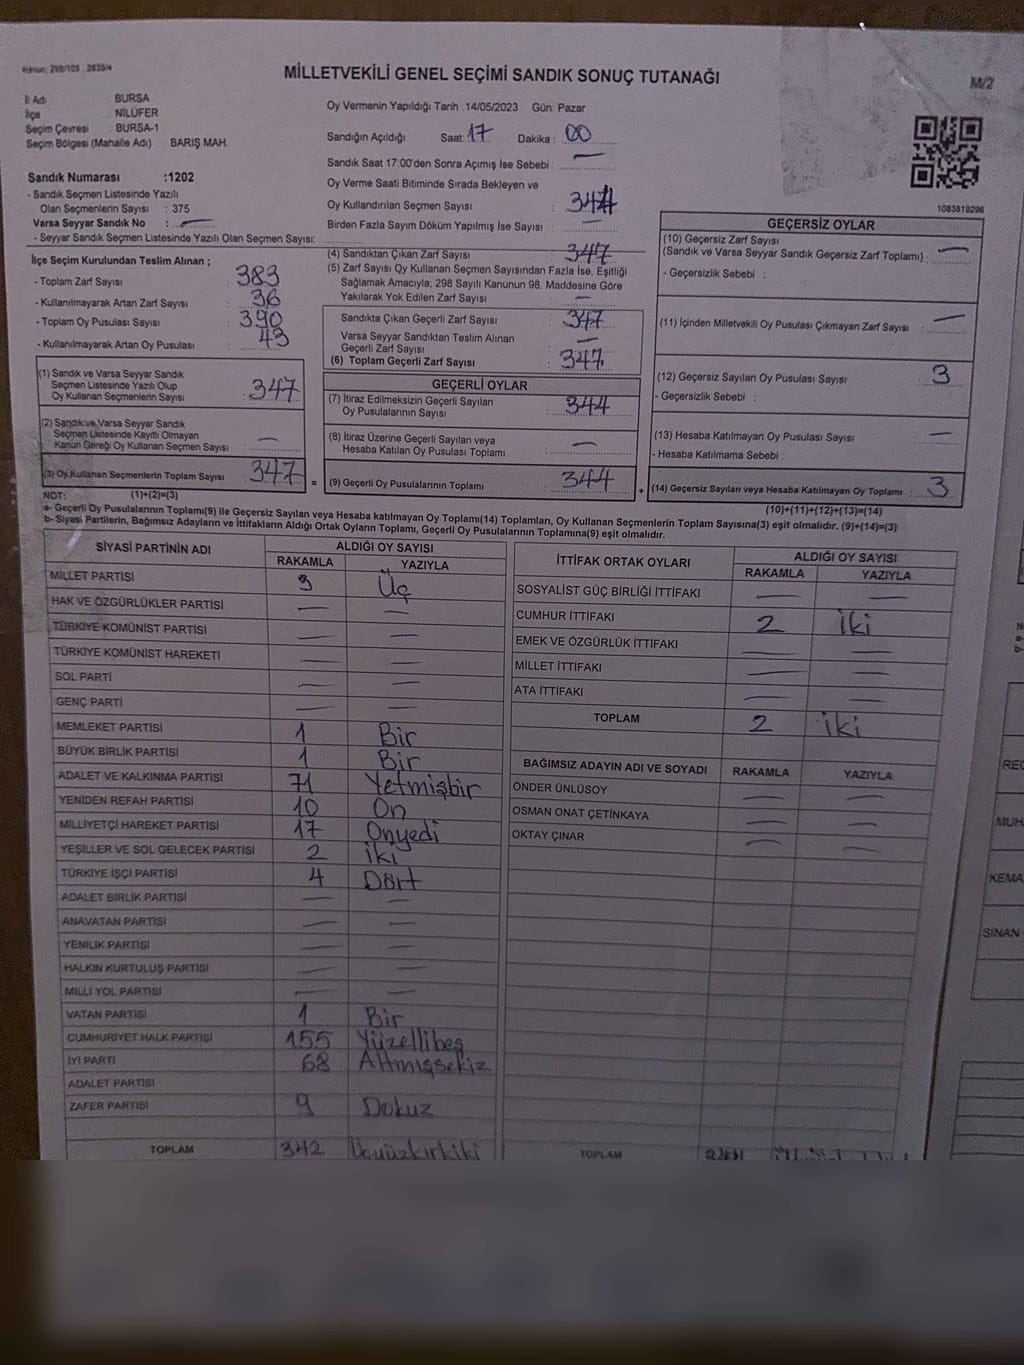 Kanun: 298/105 , 2839/4
MİLLETVEKİLİ GENEL SEÇİMİ SANDIK SONUÇ TUTANAĞI
M/2
İl Adı : BURSA
İlçe : NİLÜFER
Seçim Çevresi : BURSA-1
Seçim Bölgesi (Mahalle Adı) BARIŞ MAH.
Oy Vermenin Yapıldığı Tarih :14/05/2023 Gün: Pazar
Sandığın Açıldığı Saat: 17 Dakika : 00
Sandık Saat 17:00'den Sonra Açımış İse Sebebi : —
Oy Verme Saati Bitiminde Sırada Bekleyen ve
Oy Kullandırılan Seçmen Sayısı :
Birden Fazla Sayım Döküm Yapılmış İse Sayısı : —
1083819296
Sandık Numarası :1202
- Sandık Seçmen Listesinde Yazılı
Olan Seçmenlerin Sayısı : 375
Varsa Seyyar Sandık No : —
- Seyyar Sandık Seçmen Listesinde Yazılı Olan Seçmen Sayısı:
İlçe Seçim Kurulundan Teslim Alınan ;
- Toplam Zarf Sayısı : 383
- Kullanılmayarak Artan Zarf Sayısı : 36
- Toplam Oy Pusulası Sayısı : 390
- Kullanılmayarak Artan Oy Pusulası : 43
(1) Sandık ve Varsa Seyyar Sandık
Seçmen Listesinde Yazılı Olup
Oy Kullanan Seçmenlerin Sayısı : 347
(2) Sandık ve Varsa Seyyar Sandık
Seçmen Listesinde Kayıtlı Olmayan
Kanun Gereği Oy Kullanan Seçmen Sayısı : —
(3) Oy Kullanan Seçmenlerin Toplam Sayısı : 347
(4) Sandıktan Çıkan Zarf Sayısı : 347
(5) Zarf Sayısı Oy Kullanan Seçmen Sayısından Fazla İse, Eşitliği
Sağlamak Amacıyla; 298 Sayılı Kanunun 98. Maddesine Göre
Yakılarak Yok Edilen Zarf Sayısı : —
Sandıkta Çıkan Geçerli Zarf Sayısı : 347
Varsa Seyyar Sandıktan Teslim Alınan
Geçerli Zarf Sayısı : —
(6) Toplam Geçerli Zarf Sayısı : 347
GEÇERLİ OYLAR
(7) İtiraz Edilmeksizin Geçerli Sayılan
Oy Pusulalarının Sayısı : 344
(8) İtiraz Üzerine Geçerli Sayılan veya
Hesaba Katılan Oy Pusulası Toplamı : —
= (9) Geçerli Oy Pusulalarının Toplamı : 344
GEÇERSİZ OYLAR
(10) Geçersiz Zarf Sayısı
(Sandık ve Varsa Seyyar Sandık Geçersiz Zarf Toplamı) : —
- Geçersizlik Sebebi :
(11) İçinden Milletvekili Oy Pusulası Çıkmayan Zarf Sayısı : —
(12) Geçersiz Sayılan Oy Pusulası Sayısı : 3
- Geçersizlik Sebebi :
(13) Hesaba Katılmayan Oy Pusulası Sayısı : —
- Hesaba Katılmama Sebebi :
+ (14) Geçersiz Sayılan veya Hesaba Katılmayan Oy Toplamı : 3
NOT: (1)+(2)=(3)
(10)+(11)+(12)+(13)=(14)
a- Geçerli Oy Pusulalarının Toplamı(9) ile Geçersiz Sayılan veya Hesaba katılmayan Oy Toplamı(14) Toplamları, Oy Kullanan Seçmenlerin Toplam Sayısına(3) eşit olmalıdır. (9)+(14)=(3)
b- Siyasi Partilerin, Bağımsız Adayların ve İttifakların Aldığı Ortak Oyların Toplamı, Geçerli Oy Pusulalarının Toplamına(9) eşit olmalıdır.
SİYASİ PARTİNİN ADI ALDIĞI OY SAYISI
RAKAMLA YAZIYLA
MİLLET PARTİSİ 3 Üç
HAK VE ÖZGÜRLÜKLER PARTİSİ — —
TÜRKİYE KOMÜNİST PARTİSİ — —
TÜRKİYE KOMÜNİST HAREKETİ — —
SOL PARTİ — —
GENÇ PARTİ — —
MEMLEKET PARTİSİ 1 Bir
BÜYÜK BİRLİK PARTİSİ 1 Bir
ADALET VE KALKINMA PARTİSİ 71 Yetmişbir
YENİDEN REFAH PARTİSİ 10 On
MİLLİYETÇİ HAREKET PARTİSİ 17 Onyedi
YEŞİLLER VE SOL GELECEK PARTİSİ 2 iki
TÜRKİYE İŞÇİ PARTİSİ 4 Dört
ADALET BİRLİK PARTİSİ — —
ANAVATAN PARTİSİ — —
YENİLİK PARTİSİ — —
HALKIN KURTULUŞ PARTİSİ — —
MİLLİ YOL PARTİSİ — —
VATAN PARTİSİ 1 Bir
CUMHURİYET HALK PARTİSİ 155 Yüzellibeş
İYİ PARTİ 68 Altmışsekiz
ADALET PARTİSİ
ZAFER PARTİSİ 9 Dokuz
TOPLAM 342 Üçyüzkırkiki
İTTİFAK ORTAK OYLARI ALDIĞI OY SAYISI
RAKAMLA YAZIYLA
SOSYALİST GÜÇ BİRLİĞİ İTTİFAKI — —
CUMHUR İTTİFAKI 2 İki
EMEK VE ÖZGÜRLÜK İTTİFAKI — —
MİLLET İTTİFAKI — —
ATA İTTİFAKI — —
TOPLAM 2 iki
BAĞIMSIZ ADAYIN ADI VE SOYADI RAKAMLA YAZIYLA
ÖNDER ÜNLÜSOY — —
OSMAN ONAT ÇETİNKAYA — —
OKTAY ÇINAR — —
TOPLAM
REC
MUH
KEMA
SİNAN